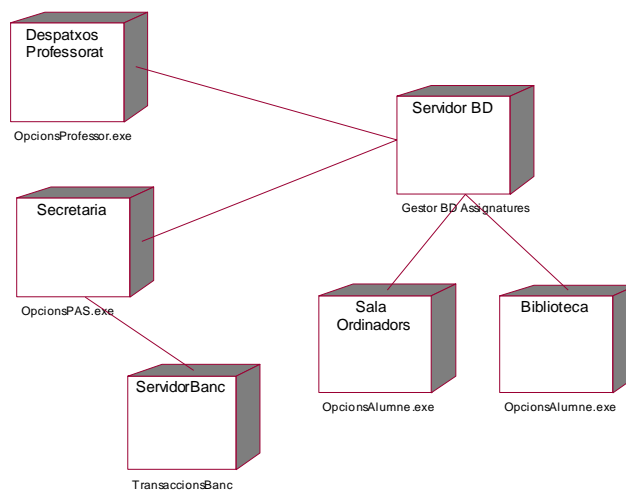 Despatxos
Professorat
OpcionsProfessor.exe
Servidor BD
Gestor BD Assignatures
Secretaria
OpcionsPAS.exe
Sala
Ordinadors
OpcionsAlumne.exe
Biblioteca
OpcionsAlumne.exe
ServidorBanc
TransaccionsBanc